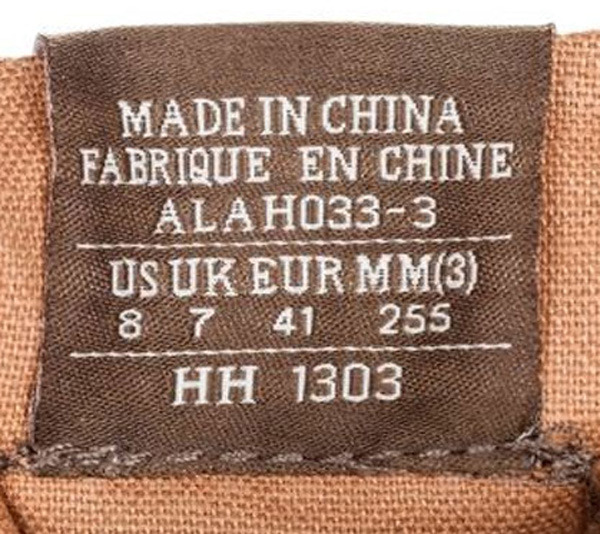 MADE IN CHINA
FABRIQUE EN CHINE
ALAH033-3
US UK EUR MM(3)
8 7 41 255
HH 1303